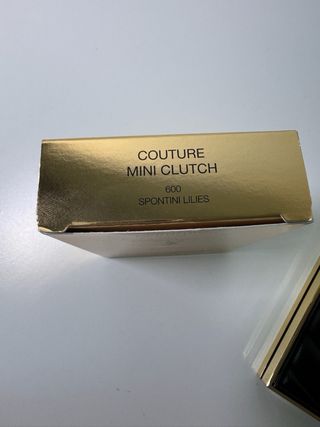 COUTURE
MINI CLUTCH
600
SPONTINI LILIES